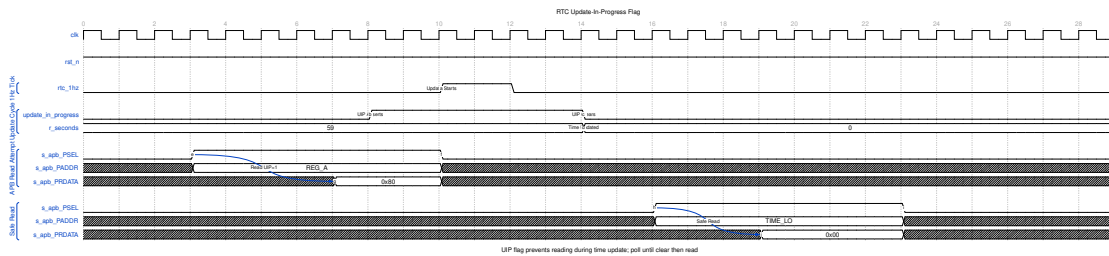 RTC Update-In-Progress Flag
0 2 4 6 8 10 12 14 16 18 20 22 24 26 28
clk
rst_n
1Hz Tick
rtc_1hz
Update Starts
Update Cycle
update_in_progress
UIP asserts
UIP clears
r_seconds
59
Time Updated
0
APB Read Attempt
s_apb_PSEL
s_apb_PADDR
Read UIP=1
REG_A
s_apb_PRDATA
0x80
Safe Read
s_apb_PSEL
s_apb_PADDR
Safe Read
TIME_LO
s_apb_PRDATA
0x00
UIP flag prevents reading during time update; poll until clear then read